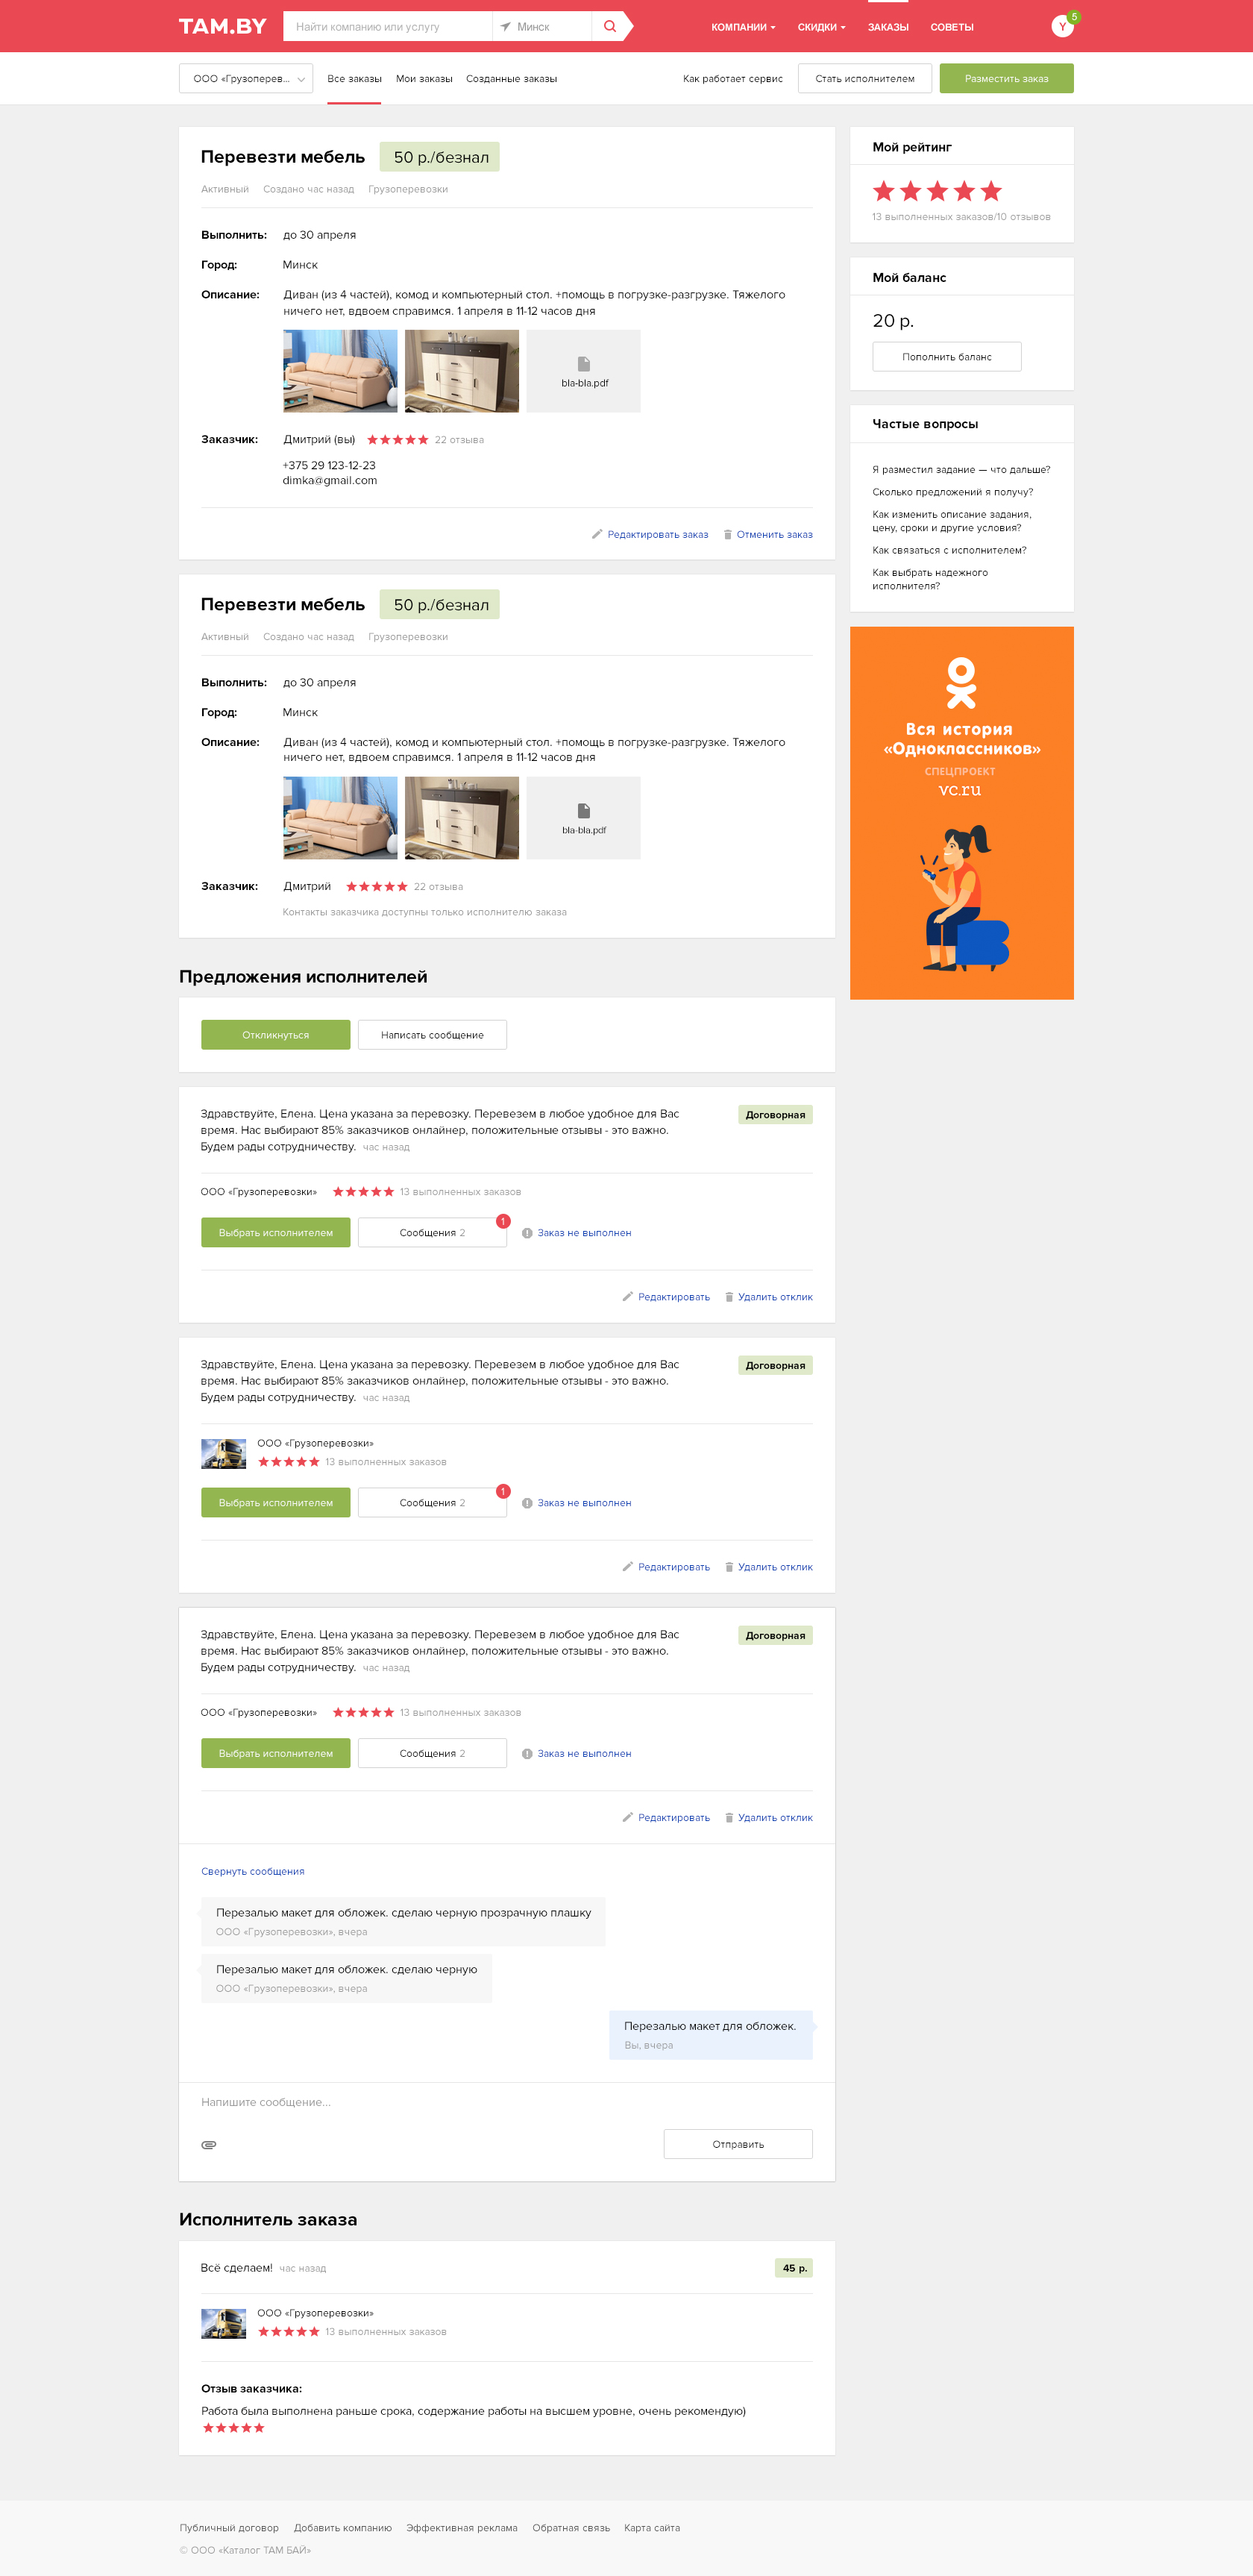 TAM.BY
Найти компанию или услугу
Минск
КОМПАНИИ
СКИДКИ
ЗАКАЗЫ
СОВЕТЫ
Y
5
ООО «Грузоперев...
Все заказы
Мои заказы
Созданные заказы
Как работает сервис
Стать исполнителем
Разместить заказ
Перевезти мебель
50 р./безнал
Активный
Создано час назад
Грузоперевозки
Выполнить:
до 30 апреля
Город:
Минск
Описание:
Диван (из 4 частей), комод и компьютерный стол. +помощь в погрузке-разгрузке. Тяжелого
ничего нет, вдвоем справимся. 1 апреля в 11-12 часов дня
bla-bla.pdf
Заказчик:
Дмитрий (вы)
22 отзыва
+375 29 123-12-23
dimka@gmail.com
Редактировать заказ
Отменить заказ
Перевезти мебель
50 р./безнал
Активный
Создано час назад
Грузоперевозки
Выполнить:
до 30 апреля
Город:
Минск
Описание:
Диван (из 4 частей), комод и компьютерный стол. +помощь в погрузке-разгрузке. Тяжелого
ничего нет, вдвоем справимся. 1 апреля в 11-12 часов дня
bla-bla.pdf
Заказчик:
Дмитрий
22 отзыва
Контакты заказчика доступны только исполнителю заказа
Предложения исполнителей
Откликнуться
Написать сообщение
Здравствуйте, Елена. Цена указана за перевозку. Перевезем в любое удобное для Вас
время. Нас выбирают 85% заказчиков онлайнер, положительные отзывы - это важно.
Будем рады сотрудничеству. час назад
Договорная
ООО «Грузоперевозки»
13 выполненных заказов
Выбрать исполнителем
Сообщения 2
1
Заказ не выполнен
Редактировать
Удалить отклик
Здравствуйте, Елена. Цена указана за перевозку. Перевезем в любое удобное для Вас
время. Нас выбирают 85% заказчиков онлайнер, положительные отзывы - это важно.
Будем рады сотрудничеству. час назад
Договорная
ООО «Грузоперевозки»
13 выполненных заказов
Выбрать исполнителем
Сообщения 2
1
Заказ не выполнен
Редактировать
Удалить отклик
Здравствуйте, Елена. Цена указана за перевозку. Перевезем в любое удобное для Вас
время. Нас выбирают 85% заказчиков онлайнер, положительные отзывы - это важно.
Будем рады сотрудничеству. час назад
Договорная
ООО «Грузоперевозки»
13 выполненных заказов
Выбрать исполнителем
Сообщения 2
Заказ не выполнен
Редактировать
Удалить отклик
Свернуть сообщения
Перезалью макет для обложек. сделаю черную прозрачную плашку
ООО «Грузоперевозки», вчера
Перезалью макет для обложек. сделаю черную
ООО «Грузоперевозки», вчера
Перезалью макет для обложек.
Вы, вчера
Напишите сообщение...
Отправить
Исполнитель заказа
Всё сделаем! час назад
45 р.
ООО «Грузоперевозки»
13 выполненных заказов
Отзыв заказчика:
Работа была выполнена раньше срока, содержание работы на высшем уровне, очень рекомендую)
Мой рейтинг
13 выполненных заказов/10 отзывов
Мой баланс
20 р.
Пополнить баланс
Частые вопросы
Я разместил задание — что дальше?
Сколько предложений я получу?
Как изменить описание задания,
цену, сроки и другие условия?
Как связаться с исполнителем?
Как выбрать надежного
исполнителя?
Вся история
«Одноклассников»
СПЕЦПРОЕКТ
vc.ru
Публичный договор
Добавить компанию
Эффективная реклама
Обратная связь
Карта сайта
© ООО «Каталог ТАМ БАЙ»